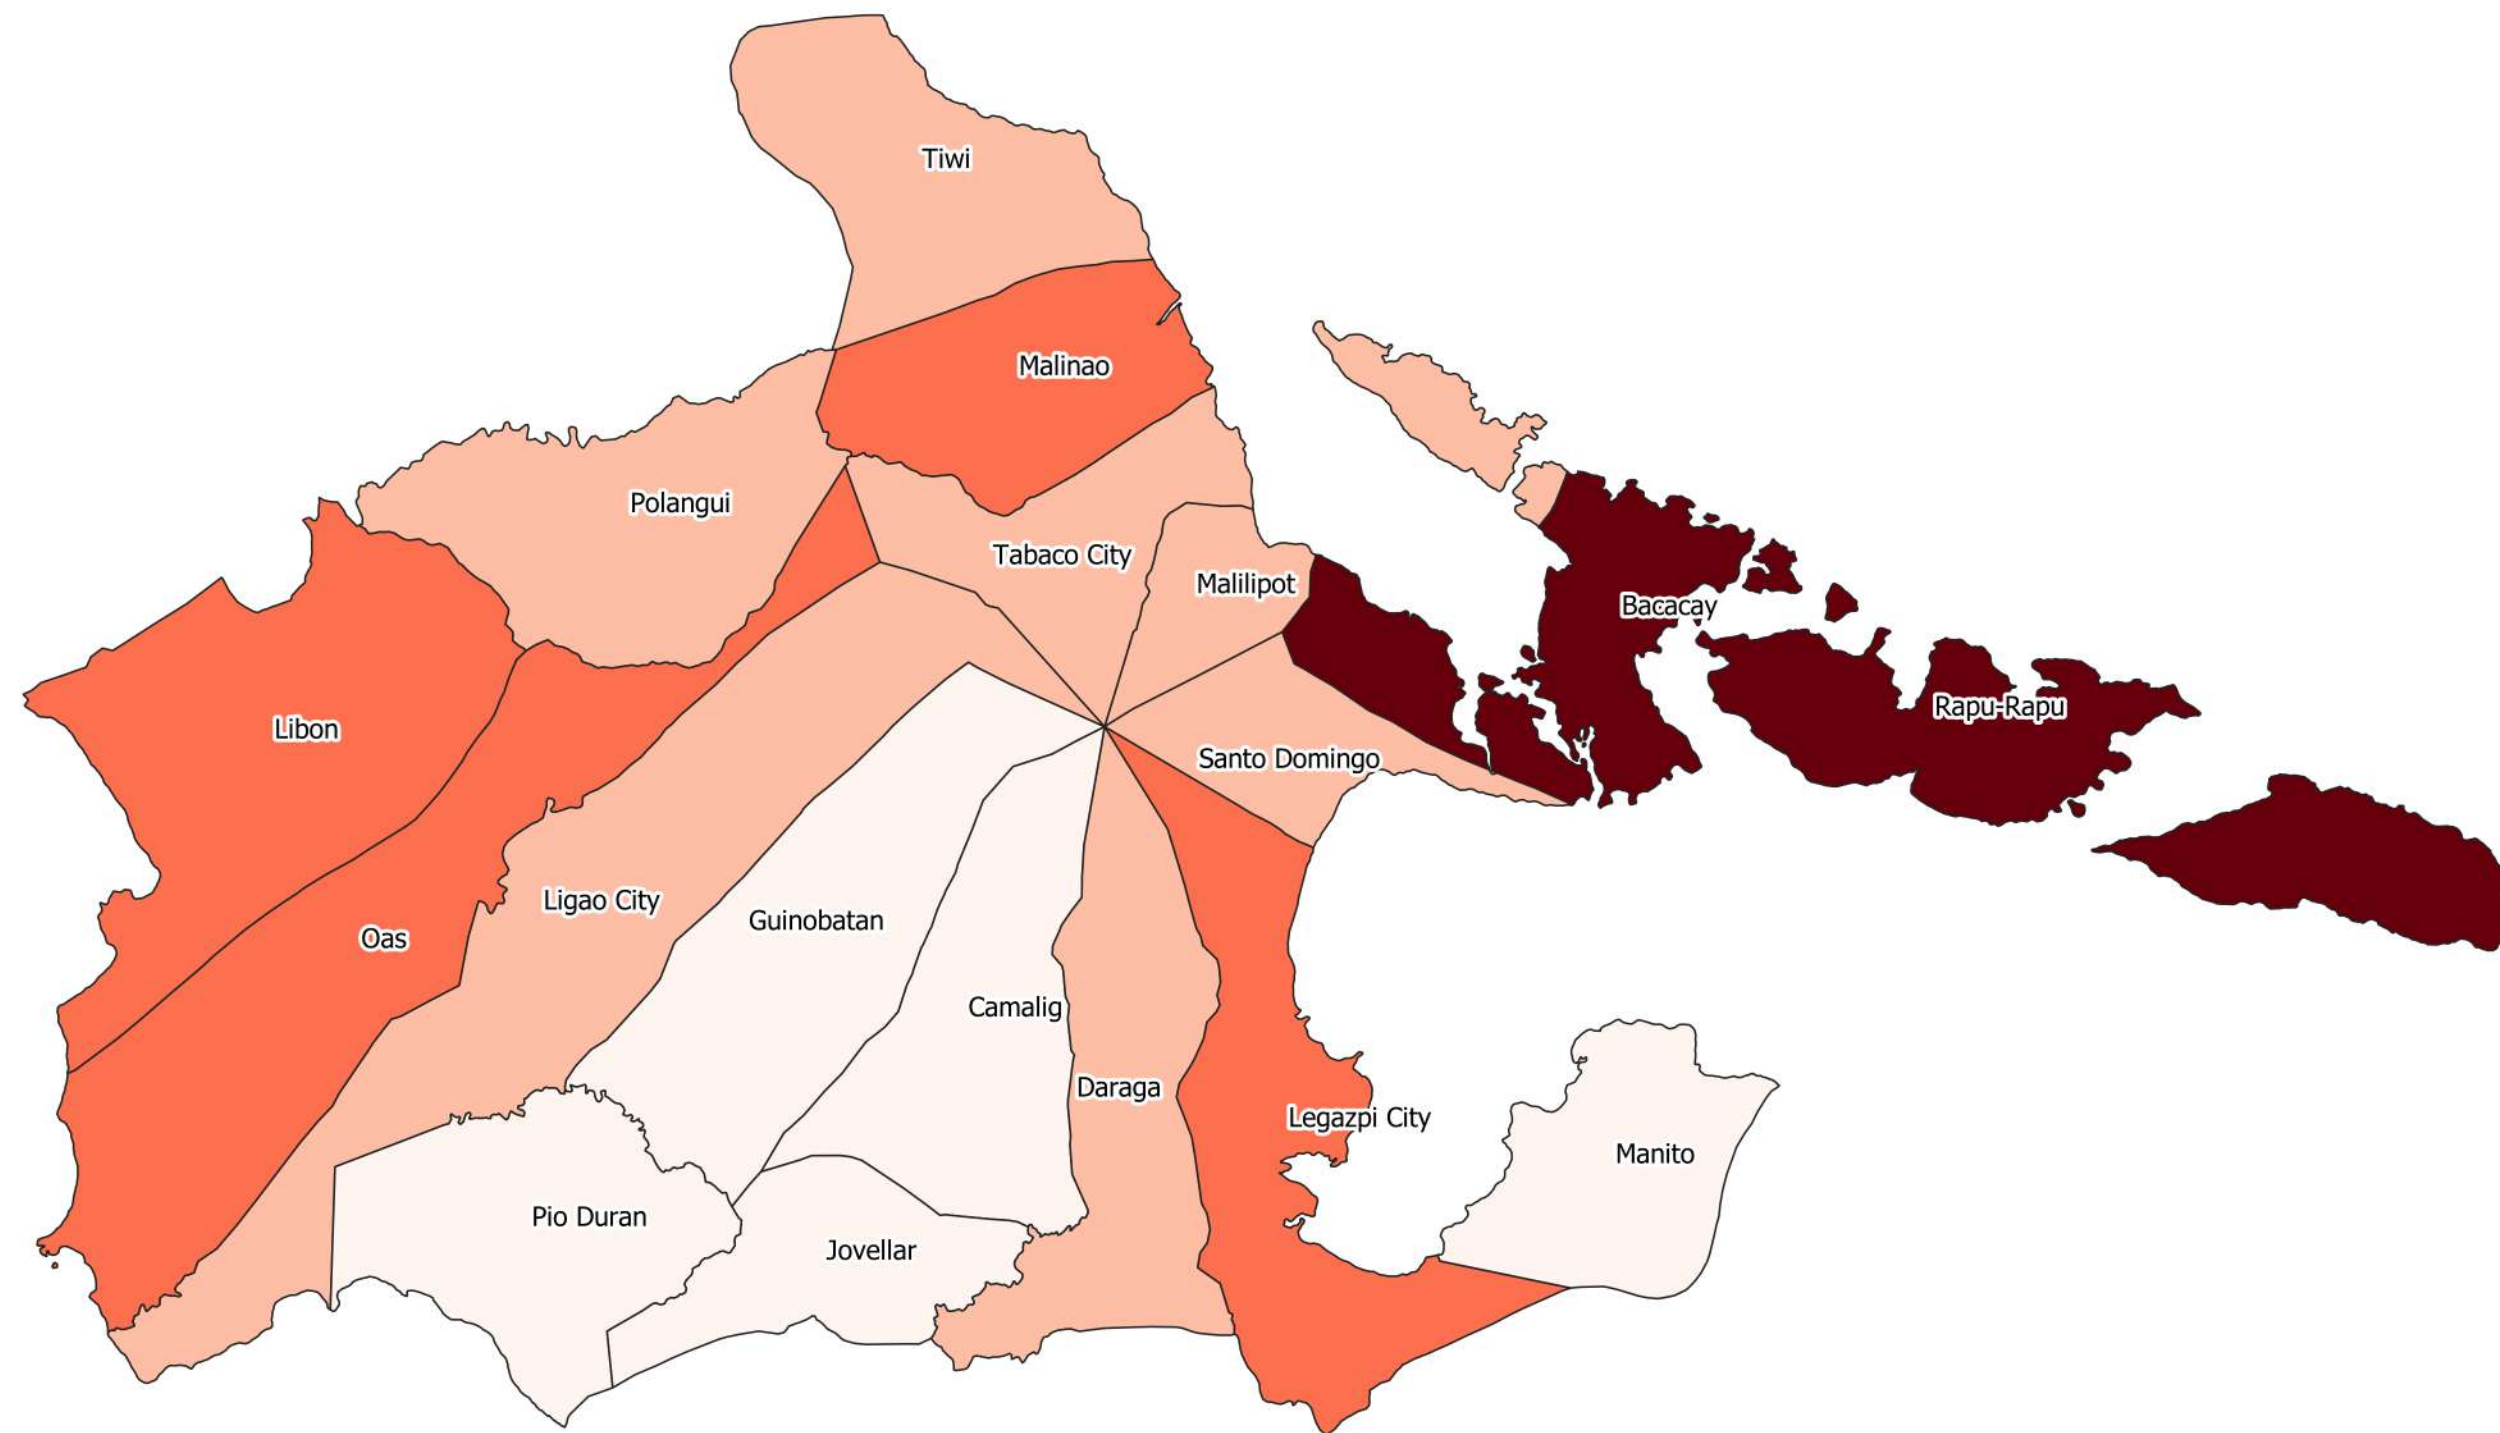 Tiwi
Malinao
Polangui
Tabaco City
Malilipot
Bacacay
Rapu-Rapu
Libon
Santo Domingo
Oas
Ligao City
Guinobatan
Camalig
Daraga
Legazpi City
Manito
Pio Duran
Jovellar